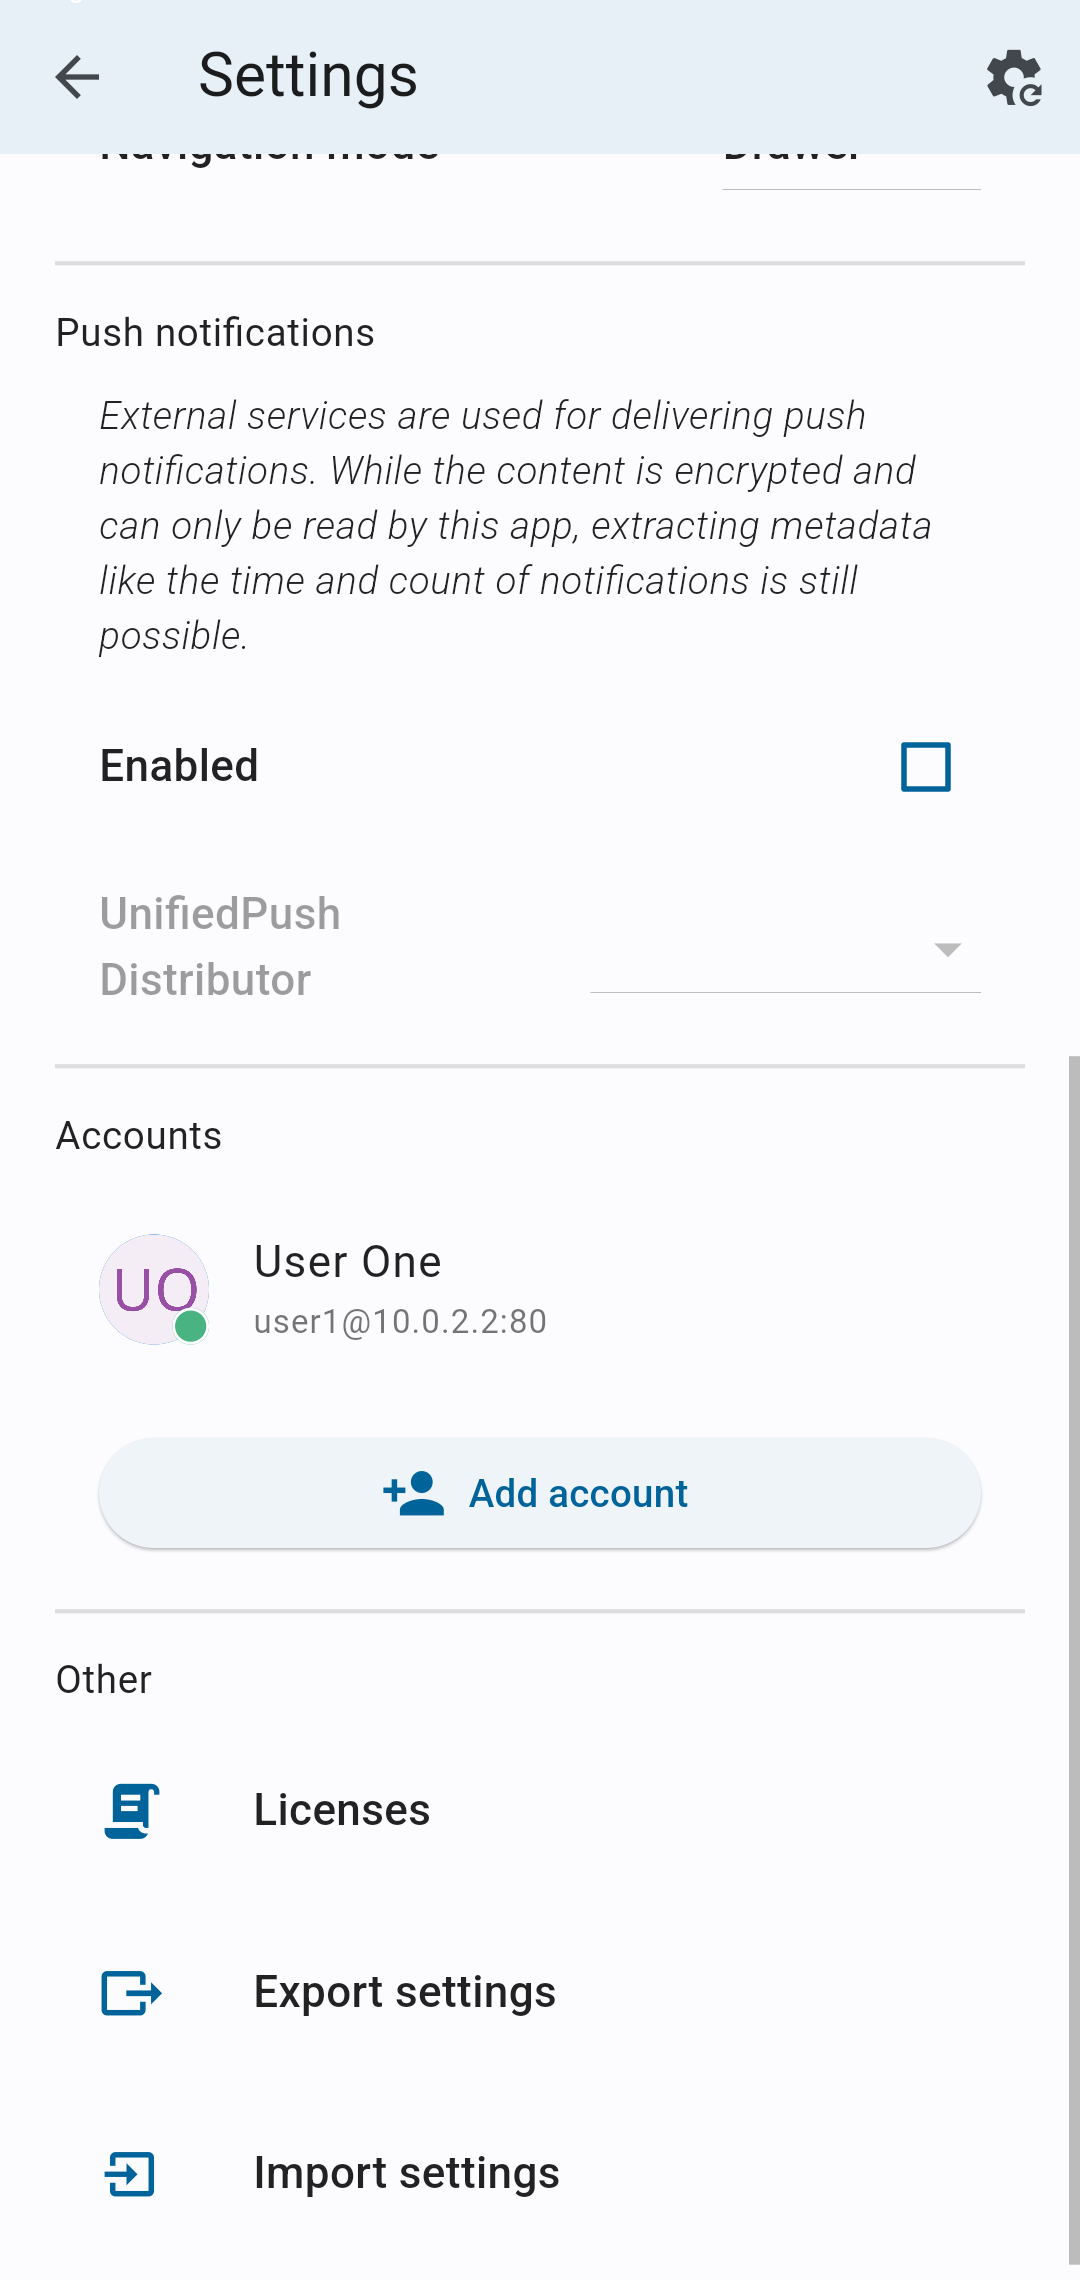 Settings
Navigation mode
Drawer
Push notifications
External services are used for delivering push
notifications. While the content is encrypted and
can only be read by this app, extracting metadata
like the time and count of notifications is still
possible.
Enabled
UnifiedPush
Distributor
Accounts
UO
User One
user1@10.0.2.2:80
Add account
Other
Licenses
Export settings
Import settings